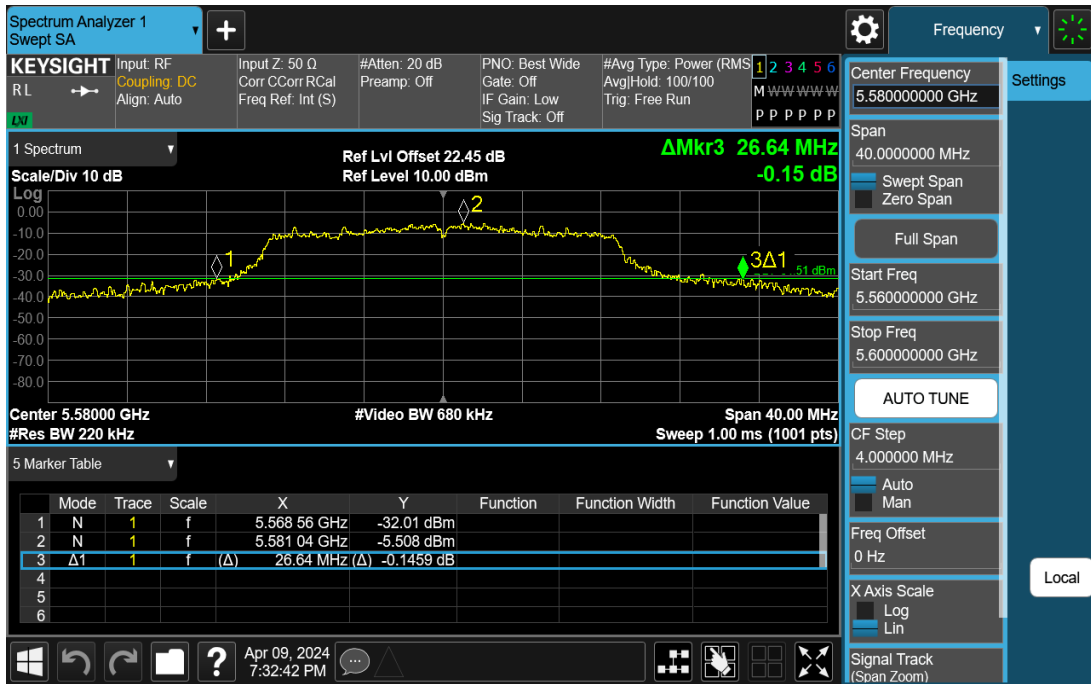 Spectrum Analyzer 1
Swept SA
+
Frequency
KEYSIGHT
RL
LXI
Input: RF
Coupling: DC
Align: Auto
Input Z: 50 Ω
Corr CCorr RCal
Freq Ref: Int (S)
#Atten: 20 dB
Preamp: Off
PNO: Best Wide
Gate: Off
IF Gain: Low
Sig Track: Off
#Avg Type: Power (RMS
Avg|Hold: 100/100
Trig: Free Run
1 2 3 4 5 6
M W W W W W
P P P P P P
1 Spectrum
Scale/Div 10 dB
Ref Lvl Offset 22.45 dB
Ref Level 10.00 dBm
ΔMkr3 26.64 MHz
-0.15 dB
Log
0.00
-10.0
-20.0
-30.0
-40.0
-50.0
-60.0
-70.0
-80.0
1
2
3Δ1
51 dBm
Center 5.58000 GHz
#Video BW 680 kHz
Span 40.00 MHz
#Res BW 220 kHz
Sweep 1.00 ms (1001 pts)
5 Marker Table
Mode Trace Scale X Y Function Function Width Function Value
1 N 1 f 5.568 56 GHz -32.01 dBm
2 N 1 f 5.581 04 GHz -5.508 dBm
3 Δ1 1 f (Δ) 26.64 MHz (Δ) -0.1459 dB
4
5
6
?
Apr 09, 2024
7:32:42 PM
Center Frequency
5.580000000 GHz
Span
40.0000000 MHz
Swept Span
Zero Span
Full Span
Start Freq
5.560000000 GHz
Stop Freq
5.600000000 GHz
AUTO TUNE
CF Step
4.000000 MHz
Auto
Man
Freq Offset
0 Hz
X Axis Scale
Log
Lin
Signal Track
(Span Zoom)
Settings
Local